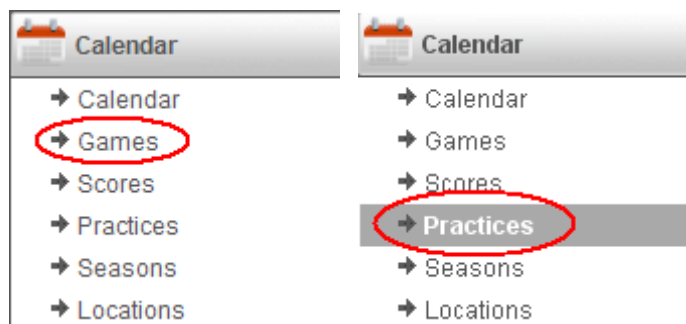 Calendar
Calendar
Games
Scores
Practices
Seasons
Locations
Calendar
Calendar
Games
Scores
Practices
Seasons
Locations